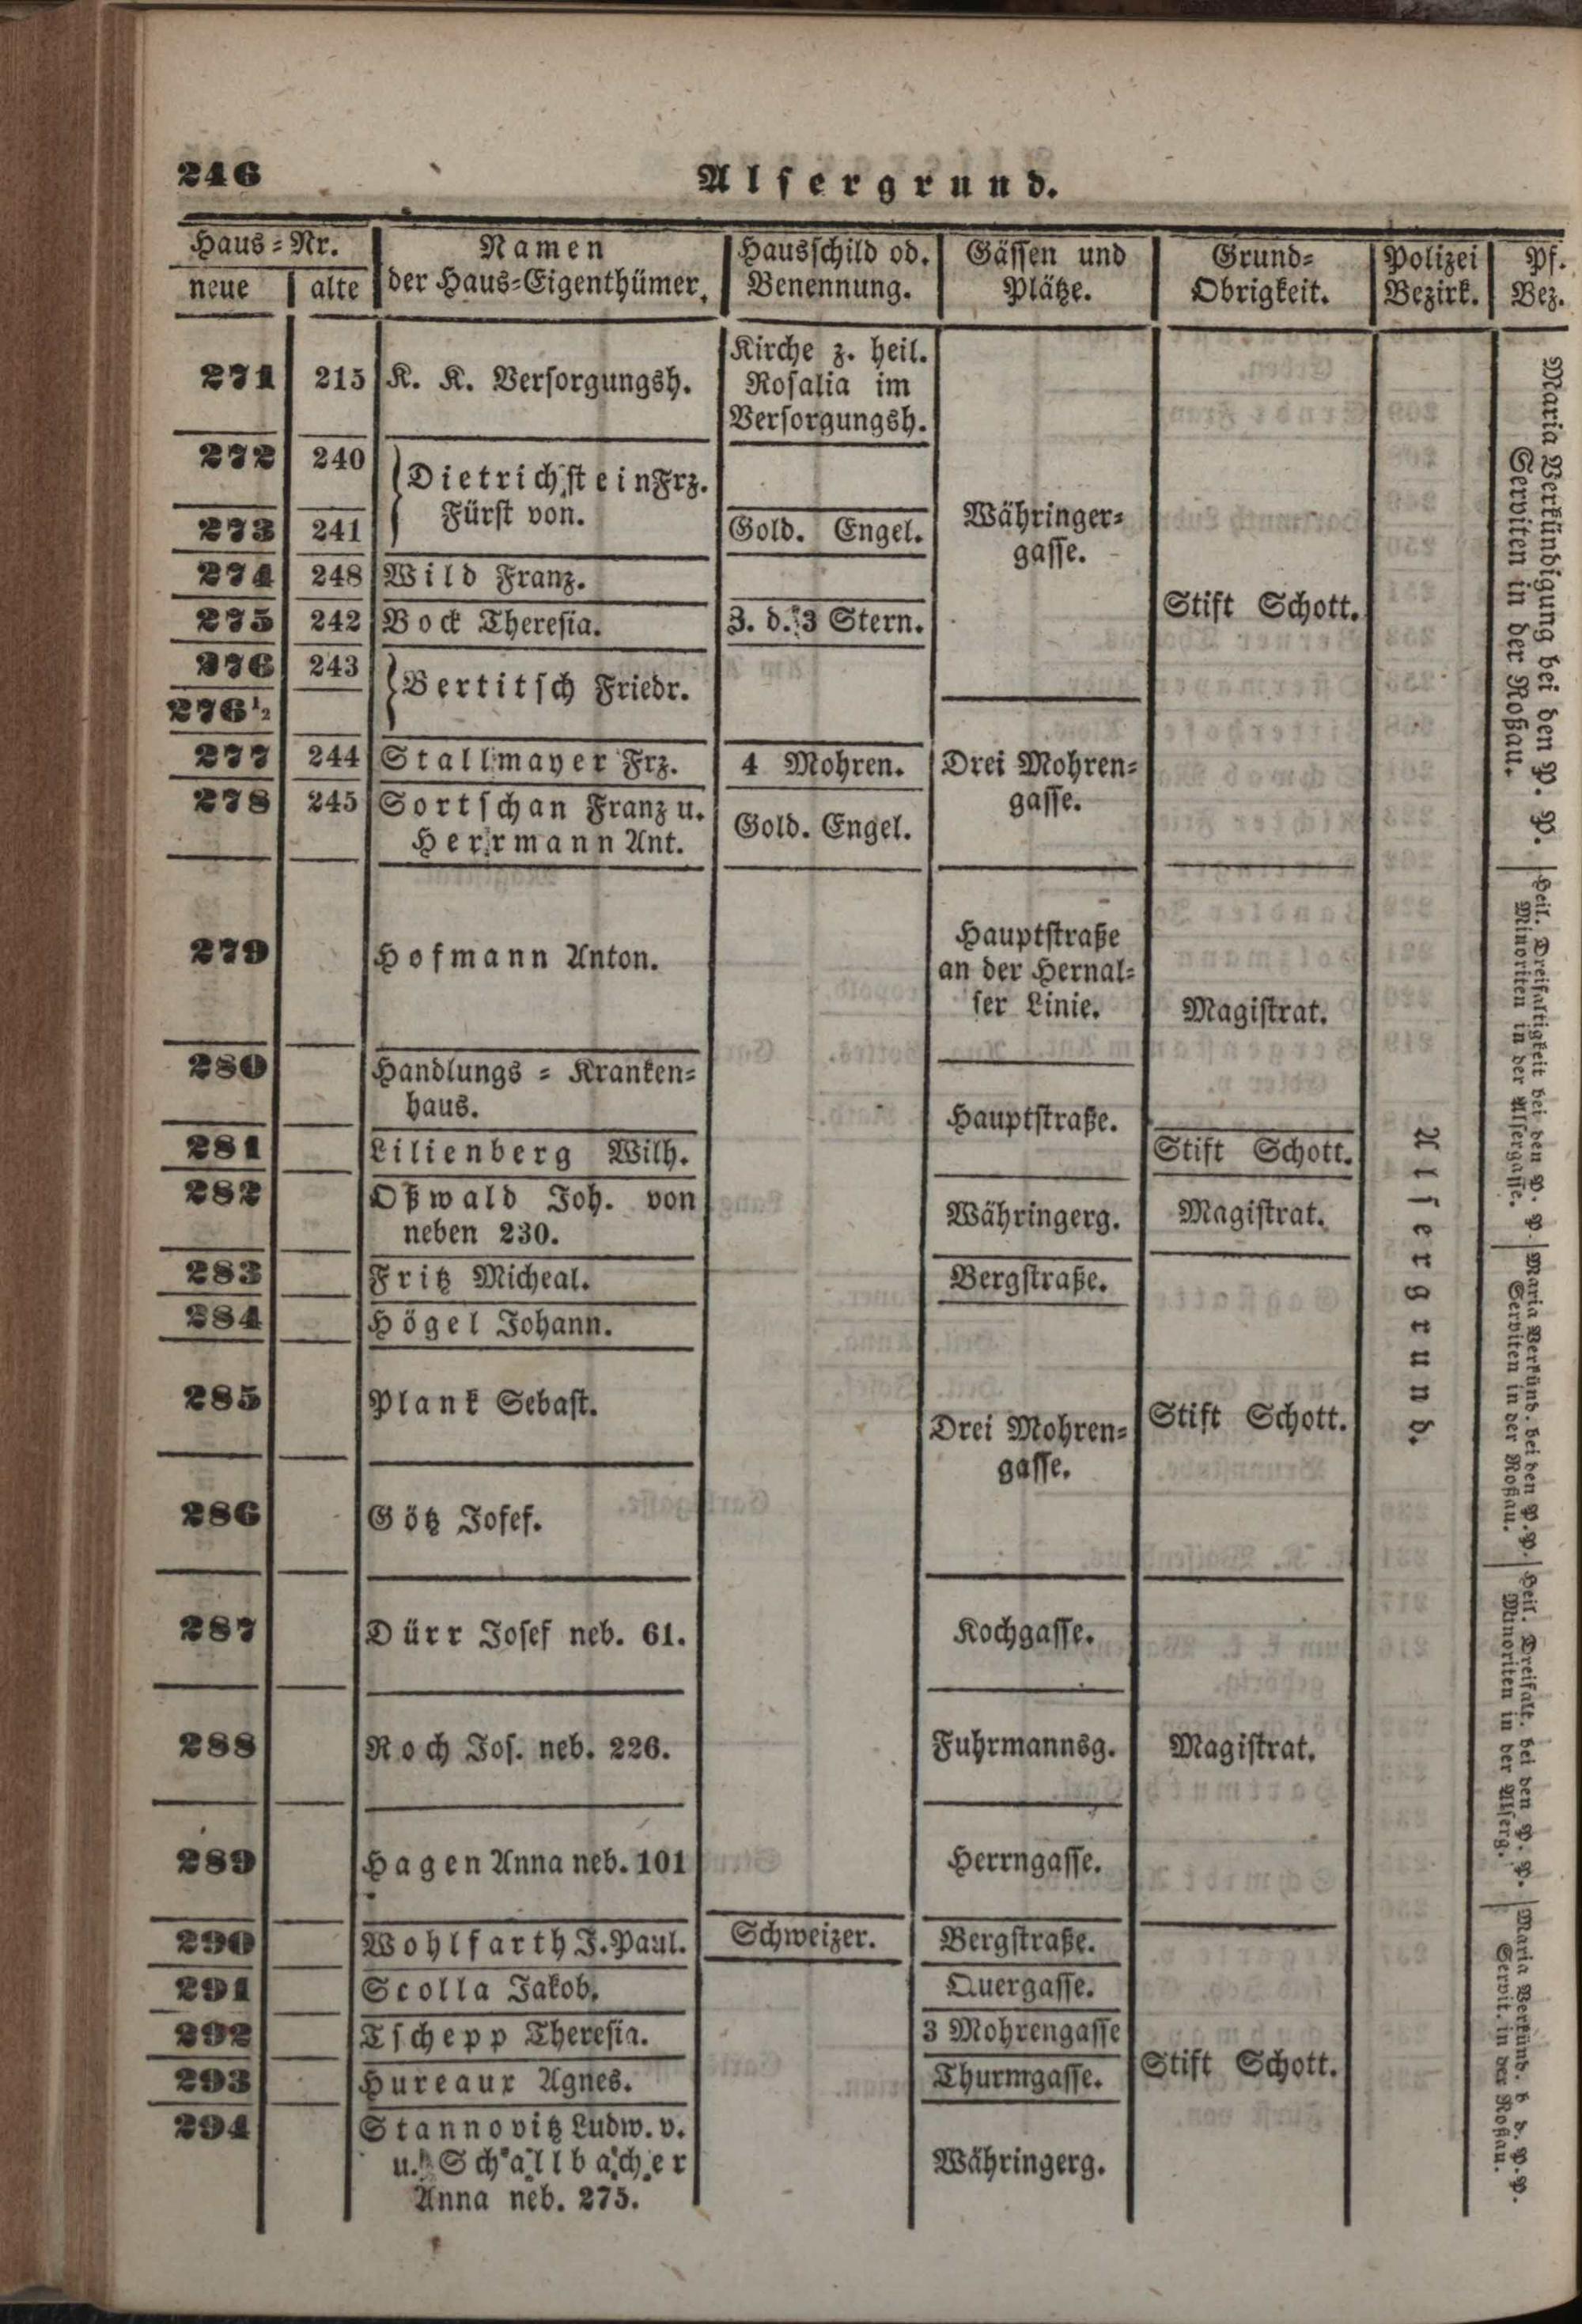 246
Alsergrund.
Haus-Nr.
neue alte
Namen
der Haus-Eigenthümer.
Hausschild od.
Benennung.
Gässen und
Plätze.
Grund-
Obrigkeit.
Polizei
Bezirk.
Pf.
Bez.
271 215 K. K. Versorgungsh.
Kirche z. heil.
Rosalia im
Versorgungsh.
272 240
Dietrichstein Frz.
Fürst von.
273 241
Gold. Engel.
Währinger-
gasse.
274 248 Wild Franz.
275 242 Bock Theresia.
Z. d. 3 Stern.
Stift Schott.
276 243
Bertitsch Friedr.
276½
277 244 Stallmayer Frz.
4 Mohren.
Drei Mohren-
gasse.
278 245 Sortschan Franz u.
Herrmann Ant.
Gold. Engel.
279 Hofmann Anton.
Hauptstraße
an der Hernal-
ser Linie.
Magistrat.
280 Handlungs-Kranken-
haus.
Hauptstraße.
281 Lilienberg Wilh.
Stift Schott.
282 Oßwald Joh. von
neben 230.
Währingerg.
Magistrat.
283 Fritz Micheal.
Bergstraße.
284 Högel Johann.
285 Plank Sebast.
Drei Mohren-
gasse.
Stift Schott.
286 Götz Josef.
287 Dürr Josef neb. 61.
Kochgasse.
288 Roch Jos. neb. 226.
Fuhrmannsg.
Magistrat.
289 Hagen Anna neb. 101
Herrngasse.
290 Wohlfarth J. Paul.
Schweizer.
Bergstraße.
291 Scolla Jakob.
Quergasse.
292 Tschepp Theresia.
3 Mohrengasse
293 Hureaux Agnes.
Thurmgasse.
Stift Schott.
294 Stannovitz Ludw. v.
u. Schallbacher
Anna neb. 275.
Währingerg.
Alsergrund.
Maria Verkündigung bei den P. P.
Serviten in der Roßau.
Heil. Dreifaltigkeit bei den P. P.
Minoriten in der Alsergasse.
Maria Verkünd. bei den P. P.
Serviten in der Roßau.
Heil. Dreifalt. bei den P. P.
Minoriten in der Alserg.
Maria Verkünd. b d. P. P.
Servit. in der Roßau.